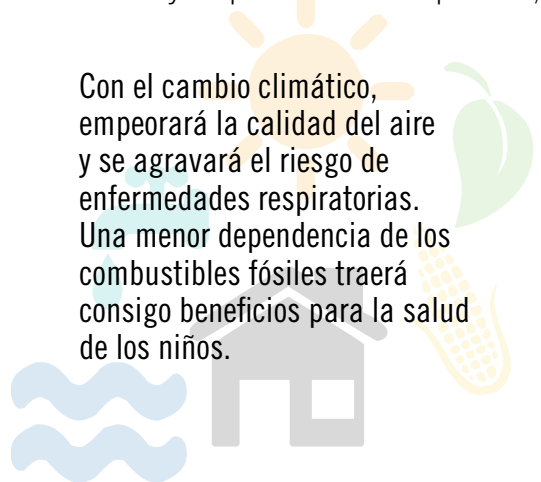 Con el cambio climático,
empeorará la calidad del aire
y se agravará el riesgo de
enfermedades respiratorias.
Una menor dependencia de los
combustibles fósiles traerá
consigo beneficios para la salud
de los niños.